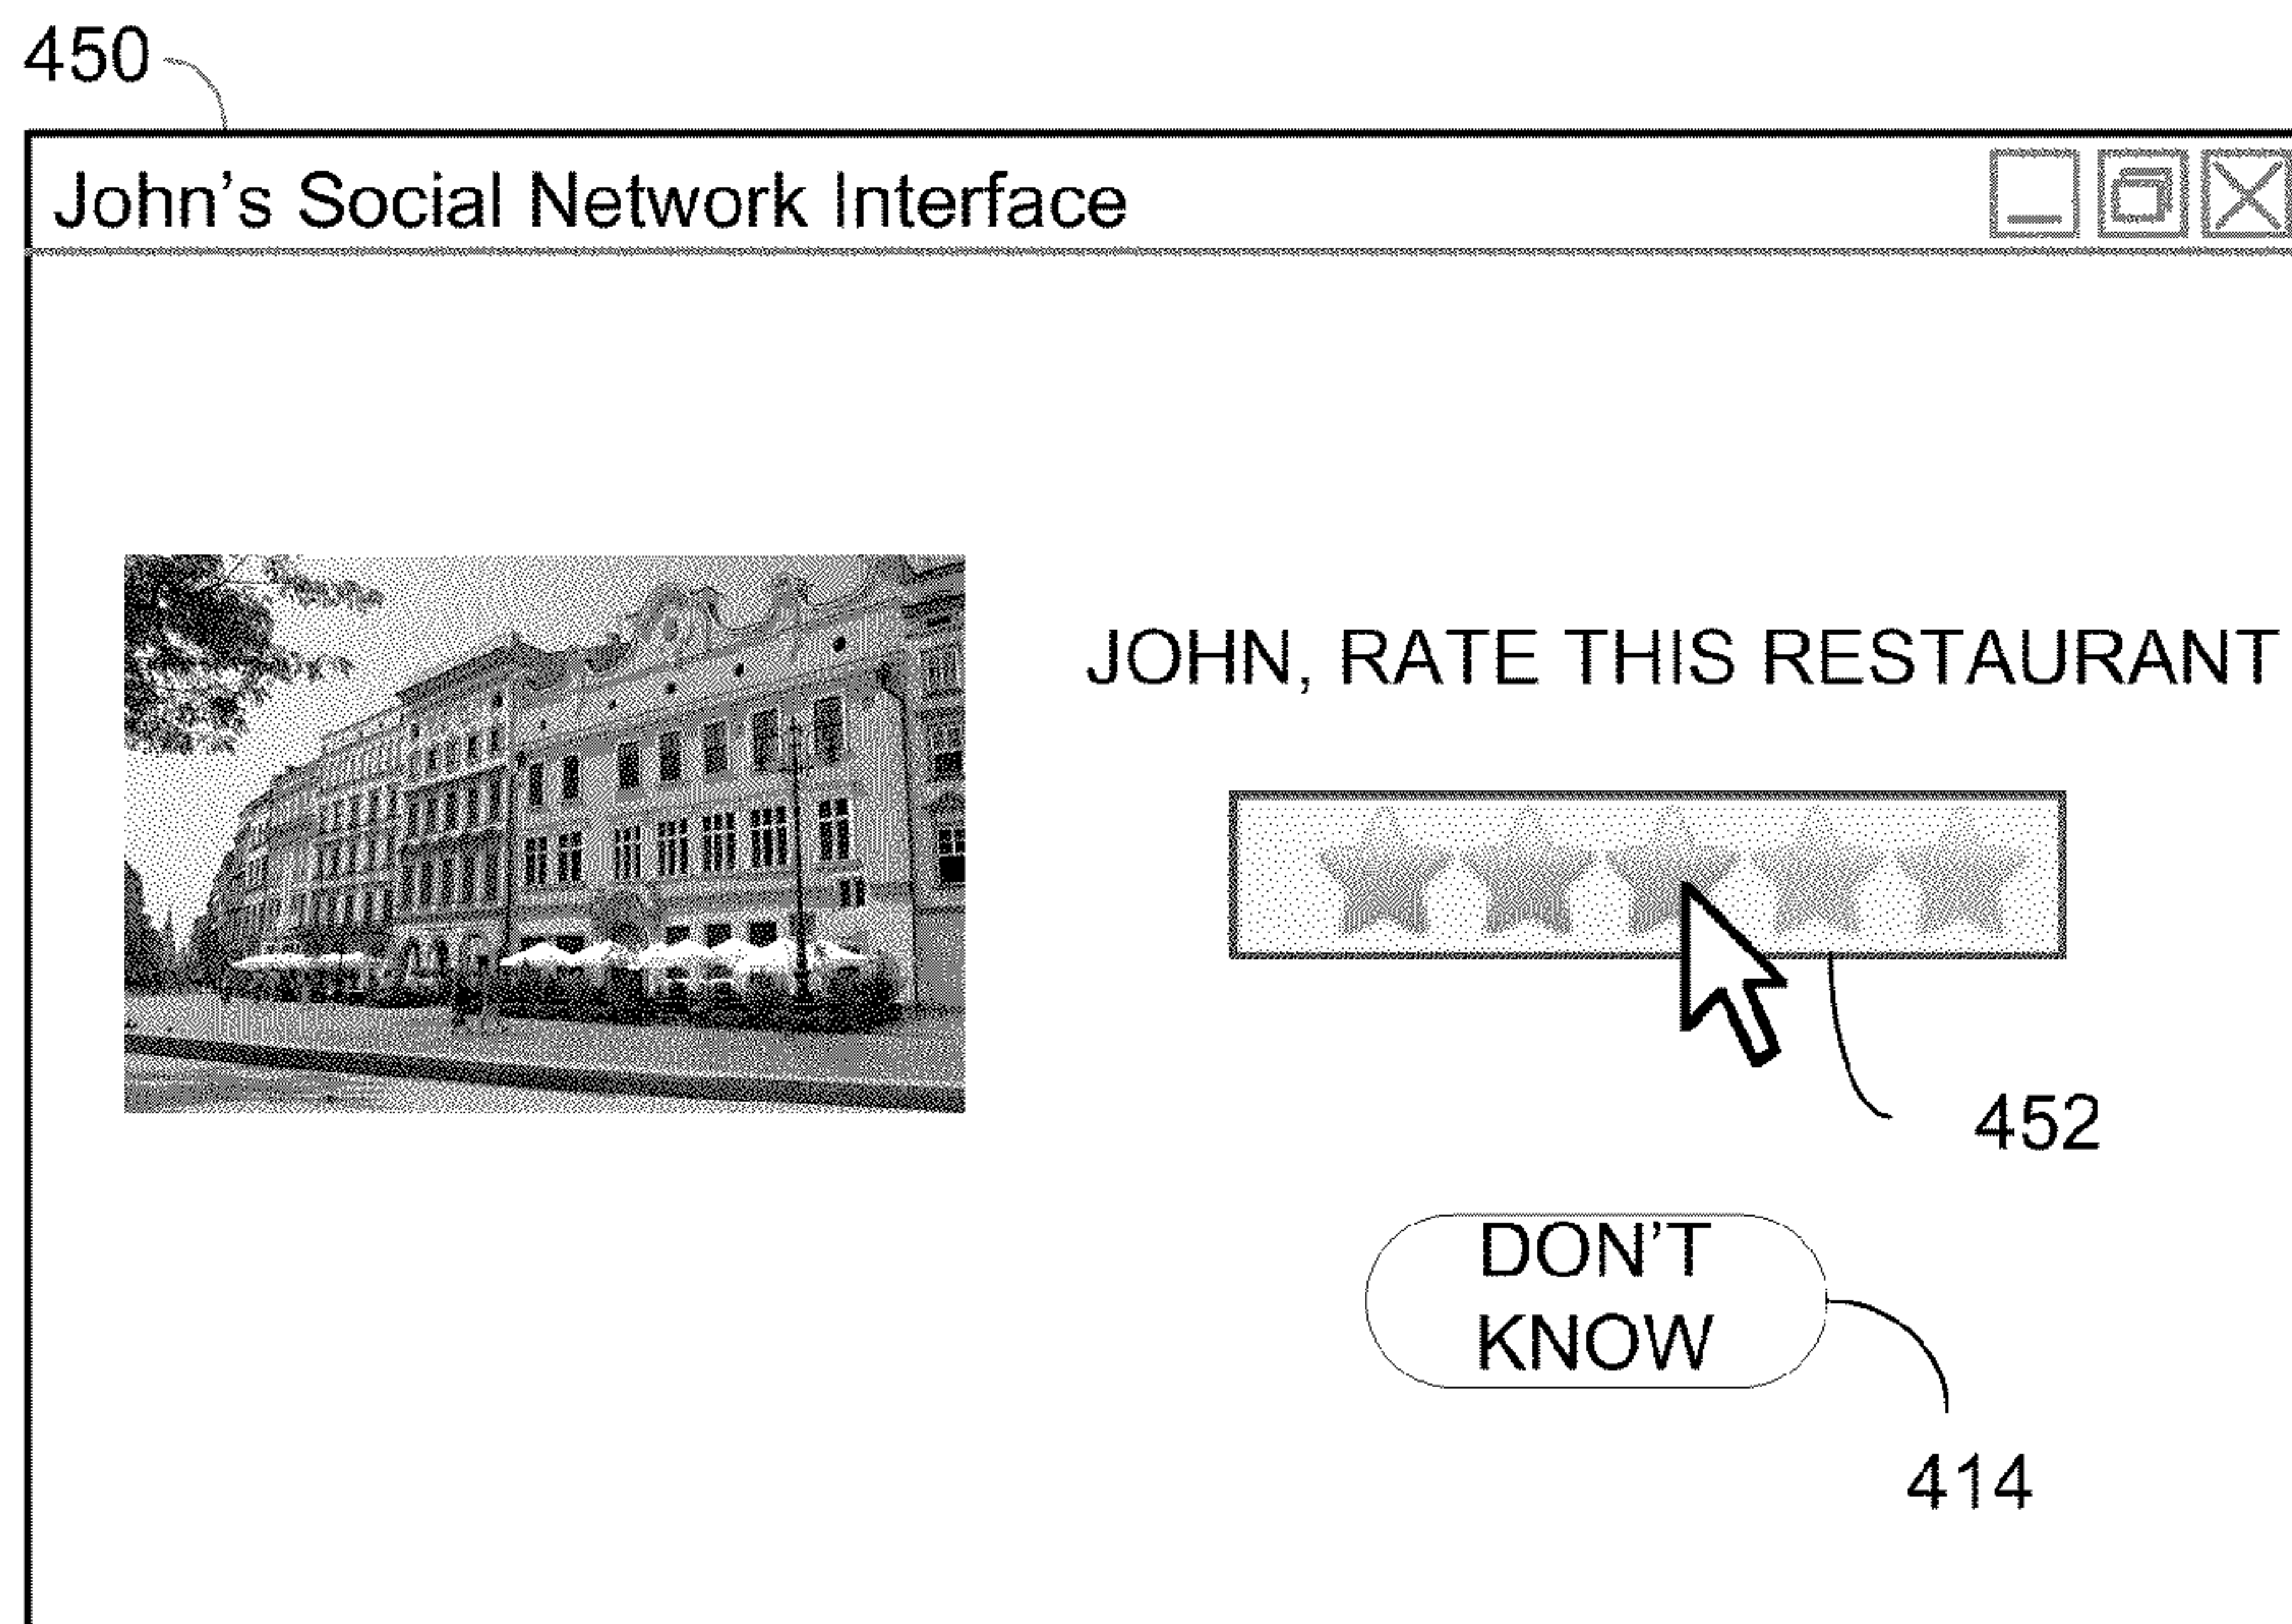 450
John’s Social Network Interface
JOHN, RATE THIS RESTAURANT
452
DON’T
KNOW
414